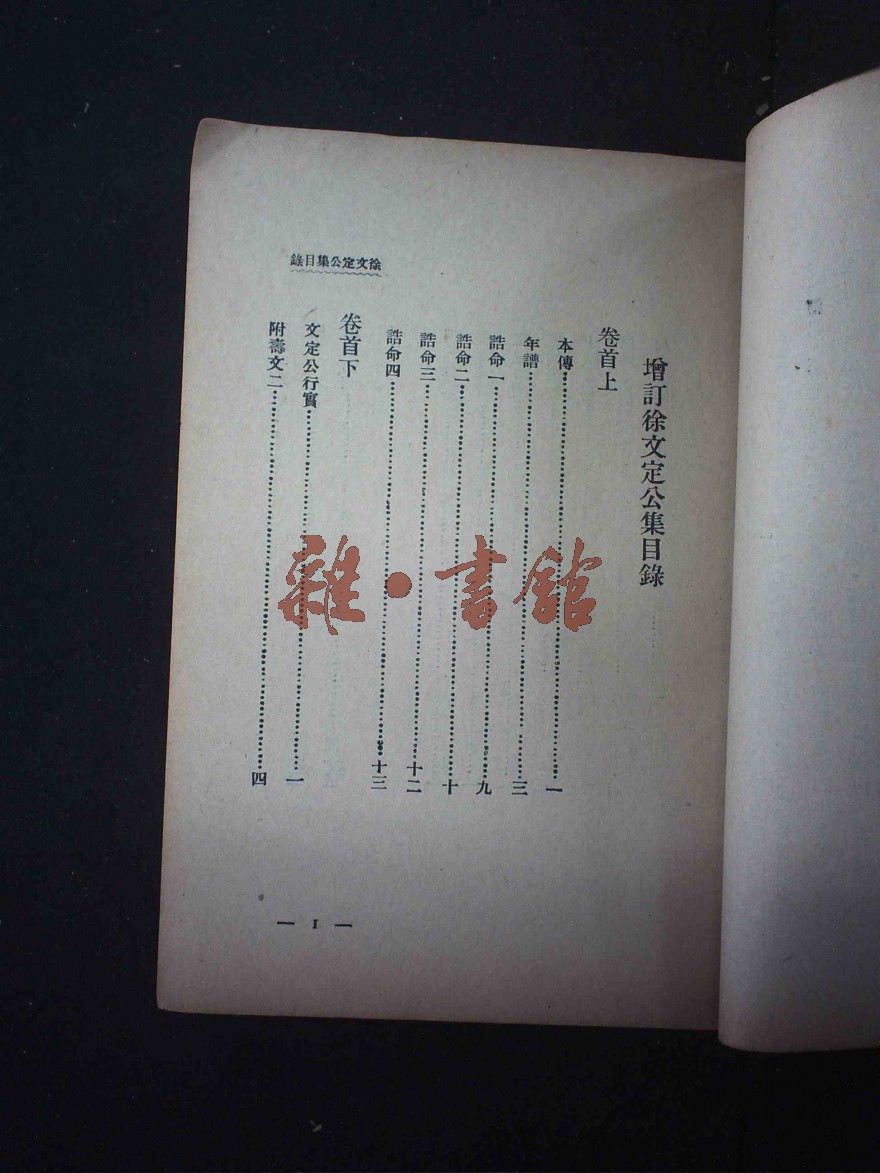 徐文定公集目錄
增訂徐文定公集目錄
卷首上
本傳………一
年譜………三
誥命一………九
誥命二………十
誥命三………十二
誥命四………十三
卷首下
文定公行實………一
附壽文二………四
— I —
雜·書館